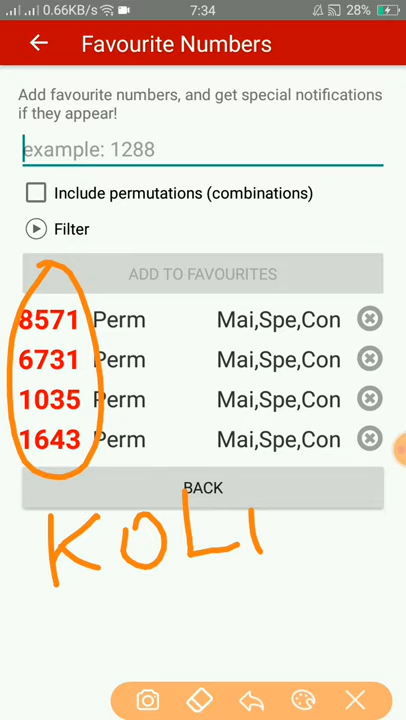 0.66KB/s 7:34 28%
Favourite Numbers
Add favourite numbers, and get special notifications
if they appear!
example: 1288
Include permutations (combinations)
Filter
ADD TO FAVOURITES
8571 Perm Mai,Spe,Con
6731 Perm Mai,Spe,Con
1035 Perm Mai,Spe,Con
1643 Perm Mai,Spe,Con
BACK
KOLI